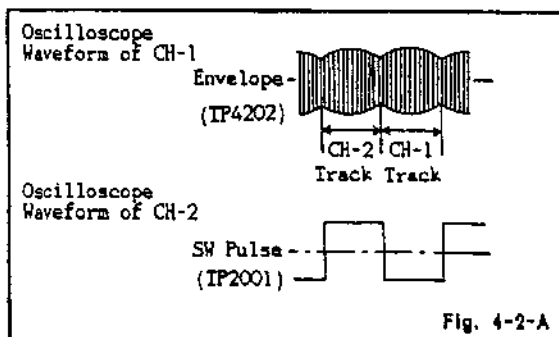 Oscilloscope
Waveform of CH-1
Envelope
(TP4202)
CH-2 CH-1
Track Track
Oscilloscope
Waveform of CH-2
SW Pulse
(TP2001)
Fig. 4-2-A